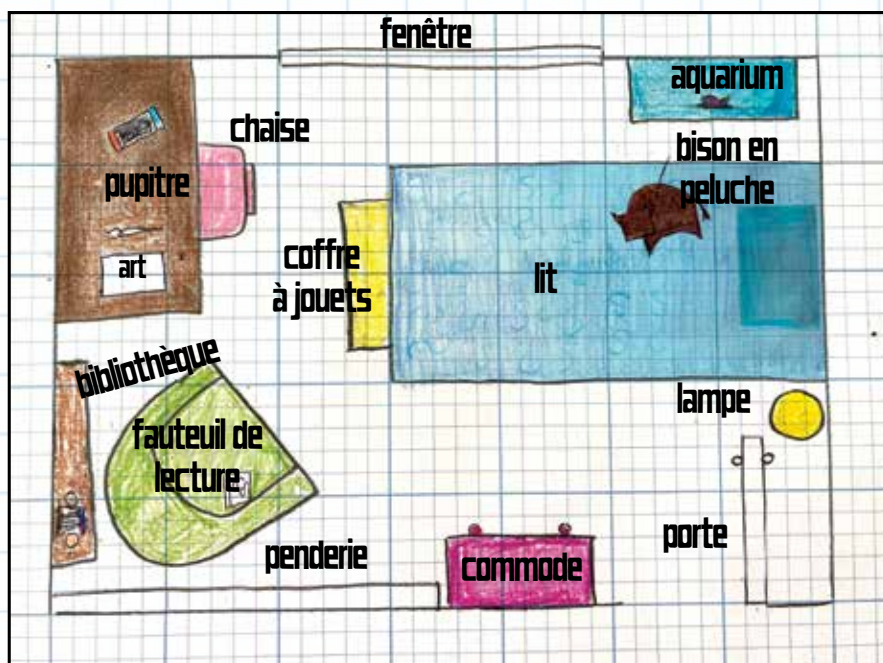 fenêtre
aquarium
chaise
bison en
peluche
pupitre
art
coffre
à jouets
lit
bibliothèque
lampe
fauteuil de
lecture
porte
penderie
commode